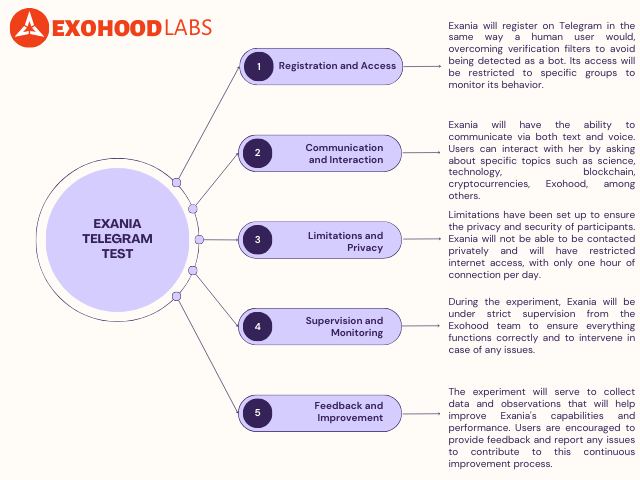 EXOHOOD LABS
EXANIA
TELEGRAM
TEST
1
Registration and Access
Exania will register on Telegram in the
same way a human user would,
overcoming verification filters to avoid
being detected as a bot. Its access will
be restricted to specific groups to
monitor its behavior.
2
Communication
and Interaction
Exania will have the ability to
communicate via both text and voice.
Users can interact with her by asking
about specific topics such as science,
technology, blockchain,
cryptocurrencies, Exohood, among
others.
3
Limitations and
Privacy
Limitations have been set up to ensure
the privacy and security of participants.
Exania will not be able to be contacted
privately and will have restricted
internet access, with only one hour of
connection per day.
4
Supervision and
Monitoring
During the experiment, Exania will be
under strict supervision from the
Exohood team to ensure everything
functions correctly and to intervene in
case of any issues.
5
Feedback and
Improvement
The experiment will serve to collect
data and observations that will help
improve Exania's capabilities and
performance. Users are encouraged to
provide feedback and report any issues
to contribute to this continuous
improvement process.